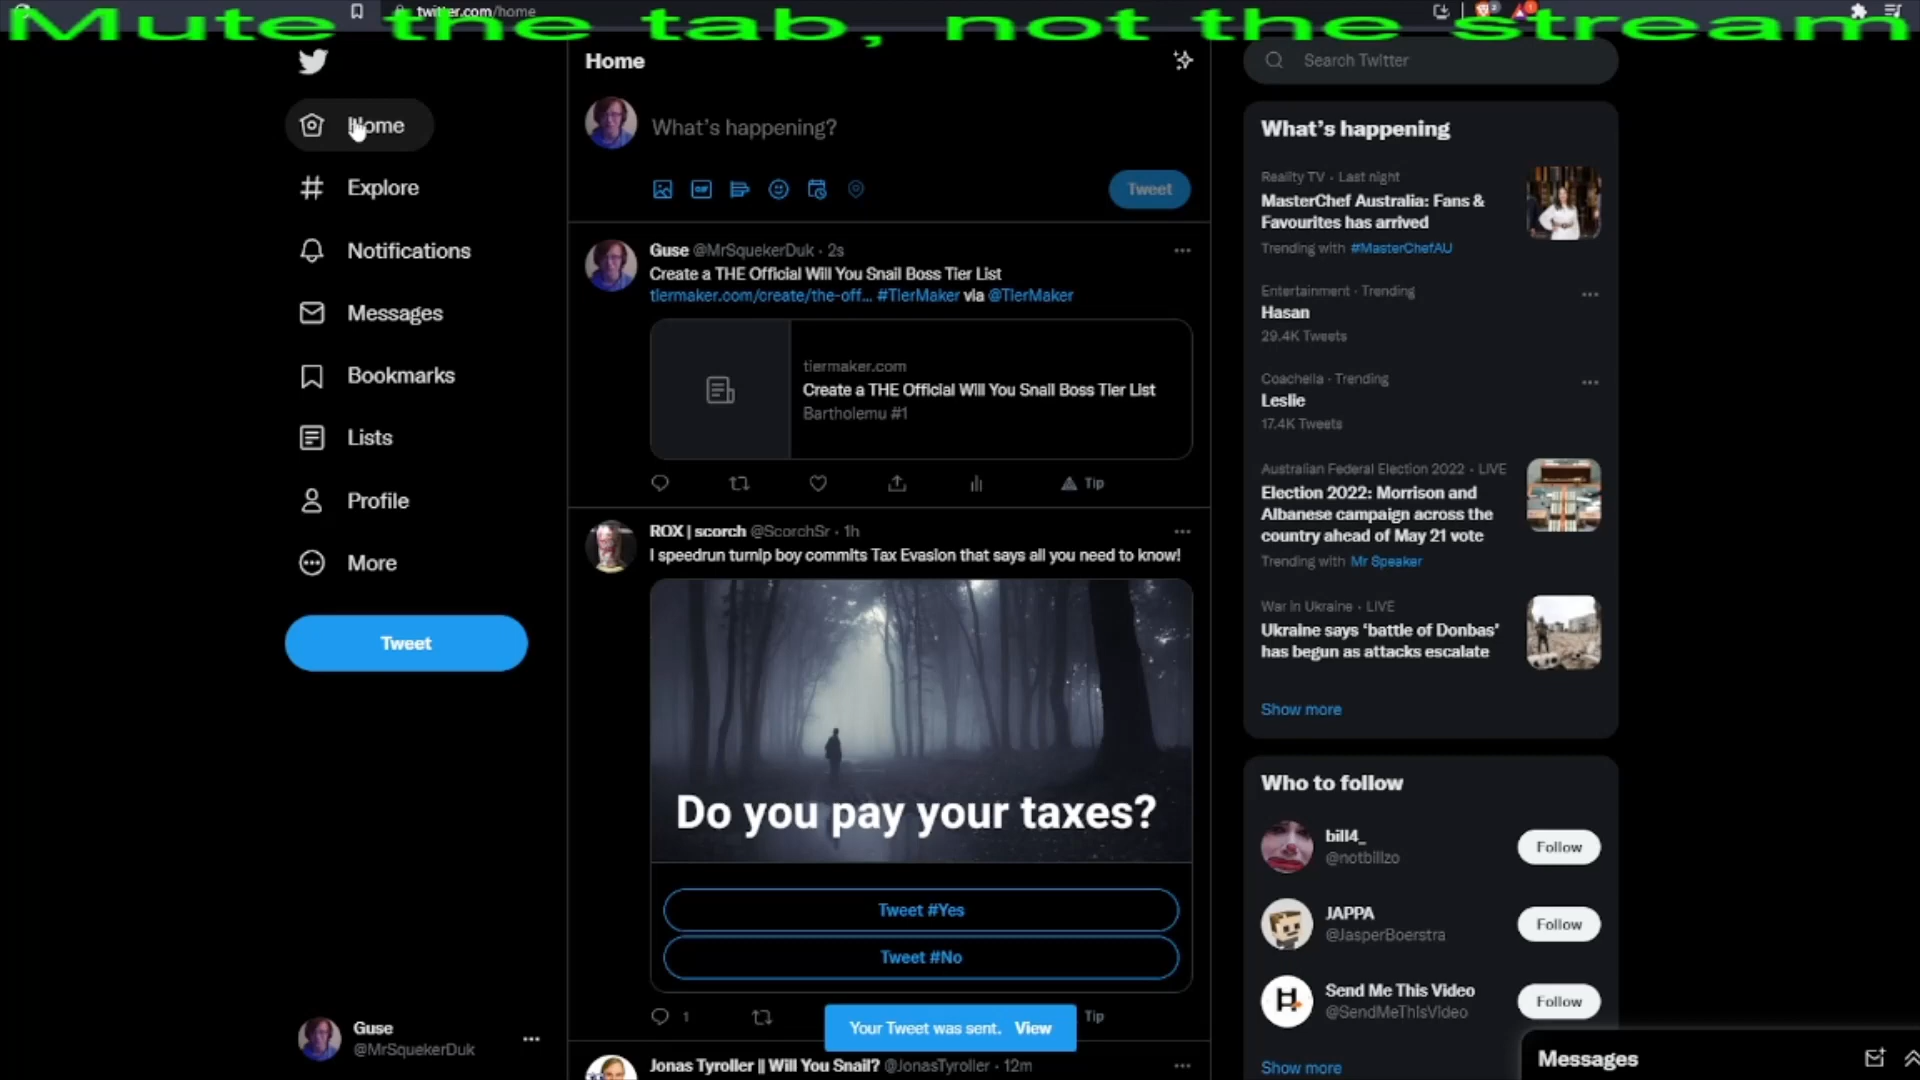 twitter.com/home
Mute the tab, not the stream
Home
Explore
Notifications
Messages
Bookmarks
Lists
Profile
More
Tweet
Guse
@MrSquekerDuk
Home
What's happening?
GIF
Tweet
Guse @MrSquekerDuk · 2s
Create a THE Official Will You Snail Boss Tier List
tiermaker.com/create/the-off... #TierMaker via @TierMaker
tiermaker.com
Create a THE Official Will You Snail Boss Tier List
Bartholemu #1
Tip
ROX | scorch @ScorchSr · 1h
I speedrun turnip boy commits Tax Evasion that says all you need to know!
Do you pay your taxes?
Tweet #Yes
Tweet #No
1
Tip
Your Tweet was sent. View
Jonas Tyroller || Will You Snail? @JonasTyroller · 12m
Search Twitter
What's happening
Reality TV · Last night
MasterChef Australia: Fans &
Favourites has arrived
Trending with #MasterChefAU
Entertainment · Trending
Hasan
29.4K Tweets
Coachella · Trending
Leslie
17.4K Tweets
Australian Federal Election 2022 · LIVE
Election 2022: Morrison and
Albanese campaign across the
country ahead of May 21 vote
Trending with Mr Speaker
War in Ukraine · LIVE
Ukraine says 'battle of Donbas'
has begun as attacks escalate
Show more
Who to follow
bill4_
@notbillzo
Follow
JAPPA
@JasperBoerstra
Follow
Send Me This Video
@SendMeThisVideo
Follow
Show more
Messages